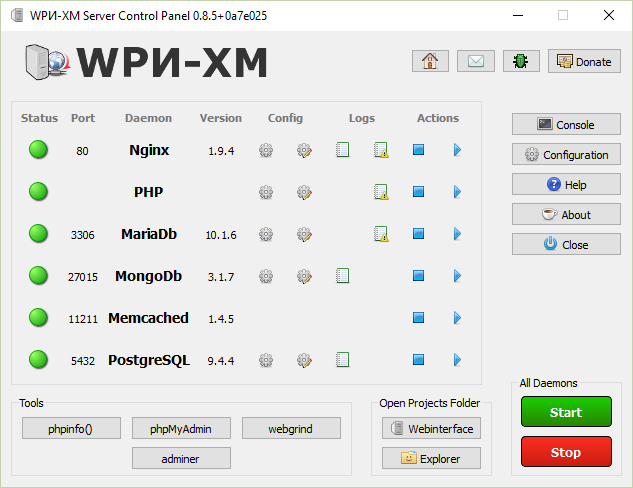 WPИ-XM Server Control Panel 0.8.5+0a7e025
WPИ-XM
Donate
Status Port Daemon Version Config Logs Actions
80 Nginx 1.9.4
PHP
3306 MariaDb 10.1.6
27015 MongoDb 3.1.7
11211 Memcached 1.4.5
5432 PostgreSQL 9.4.4
Console
Configuration
Help
About
Close
Tools
phpinfo() phpMyAdmin webgrind
adminer
Open Projects Folder
Webinterface
Explorer
All Daemons
Start
Stop